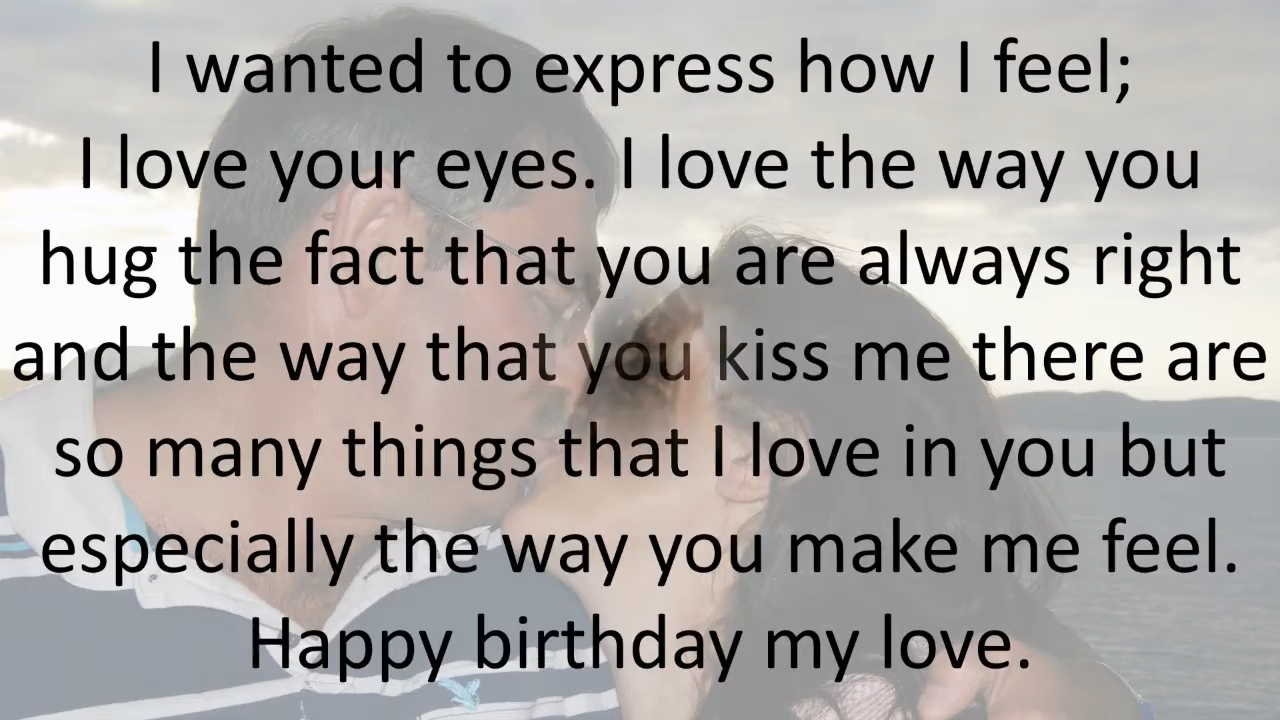 I wanted to express how I feel;
I love your eyes. I love the way you
hug the fact that you are always right
and the way that you kiss me there are
so many things that I love in you but
especially the way you make me feel.
Happy birthday my love.